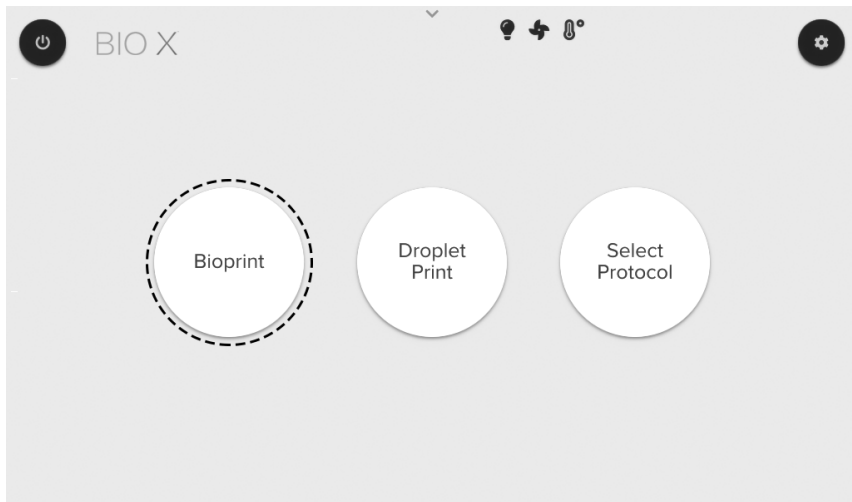 BIO X
Bioprint
Droplet
Print
Select
Protocol